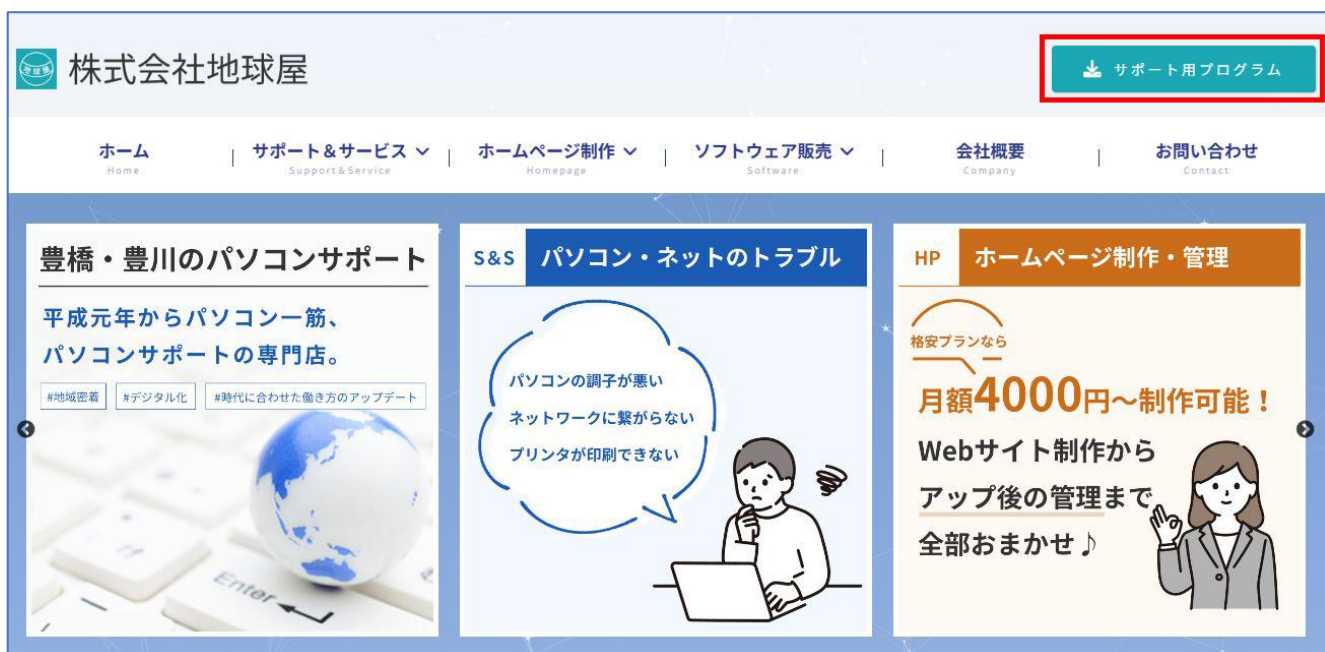 地球屋
株式会社地球屋
サポート用プログラム
ホーム
Home
サポート&サービス
Support&Service
ホームページ制作
Homepage
ソフトウェア販売
Software
会社概要
Company
お問い合わせ
Contact
豊橋・豊川のパソコンサポート
平成元年からパソコン一筋、
パソコンサポートの専門店。
#地域密着 #デジタル化 #時代に合わせた働き方のアップデート
Enter
S&S パソコン・ネットのトラブル
パソコンの調子が悪い
ネットワークに繋がらない
プリンタが印刷できない
HP ホームページ制作・管理
格安プランなら
月額4000円〜制作可能！
Webサイト制作から
アップ後の管理まで
全部おまかせ♪